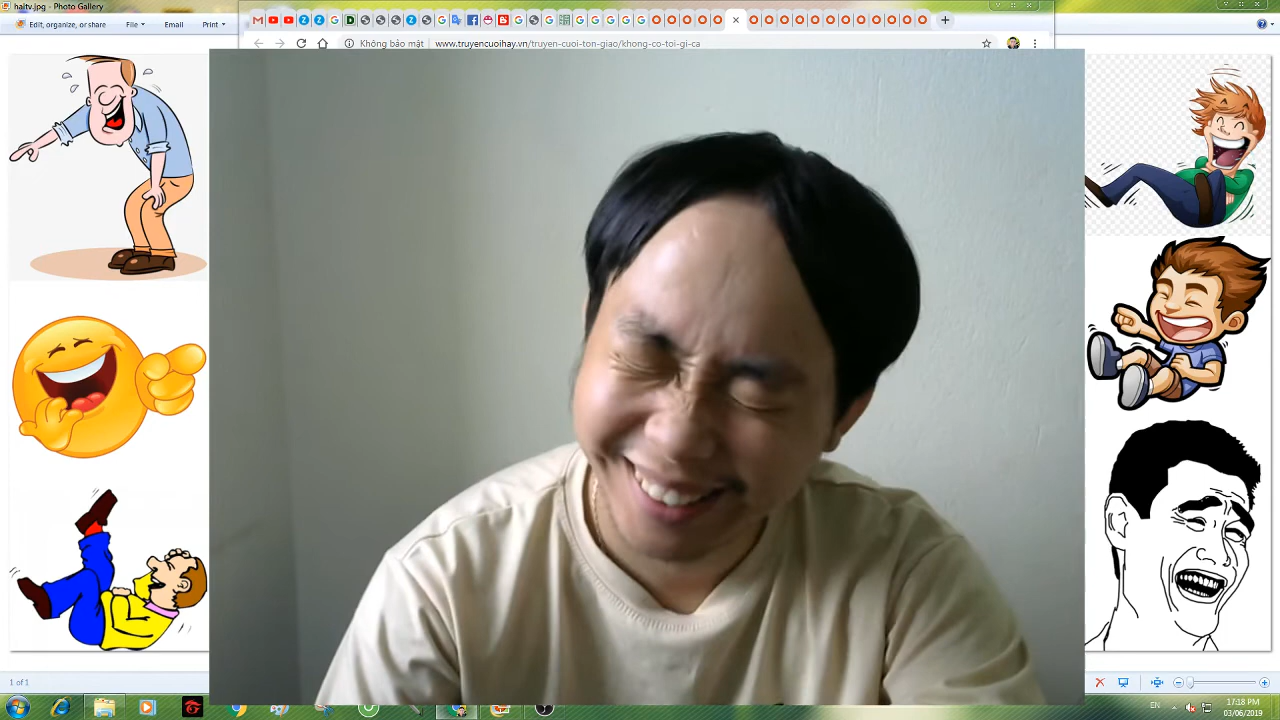 haitv.jpg - Photo Gallery
Edit, organize, or share
File
Email
Print
Không bảo mật
www.truyencuoihay.vn/truyen-cuoi-ton-giao/khong-co-toi-gi-ca
1 of 1
EN
17:18 PM
03/06/2019